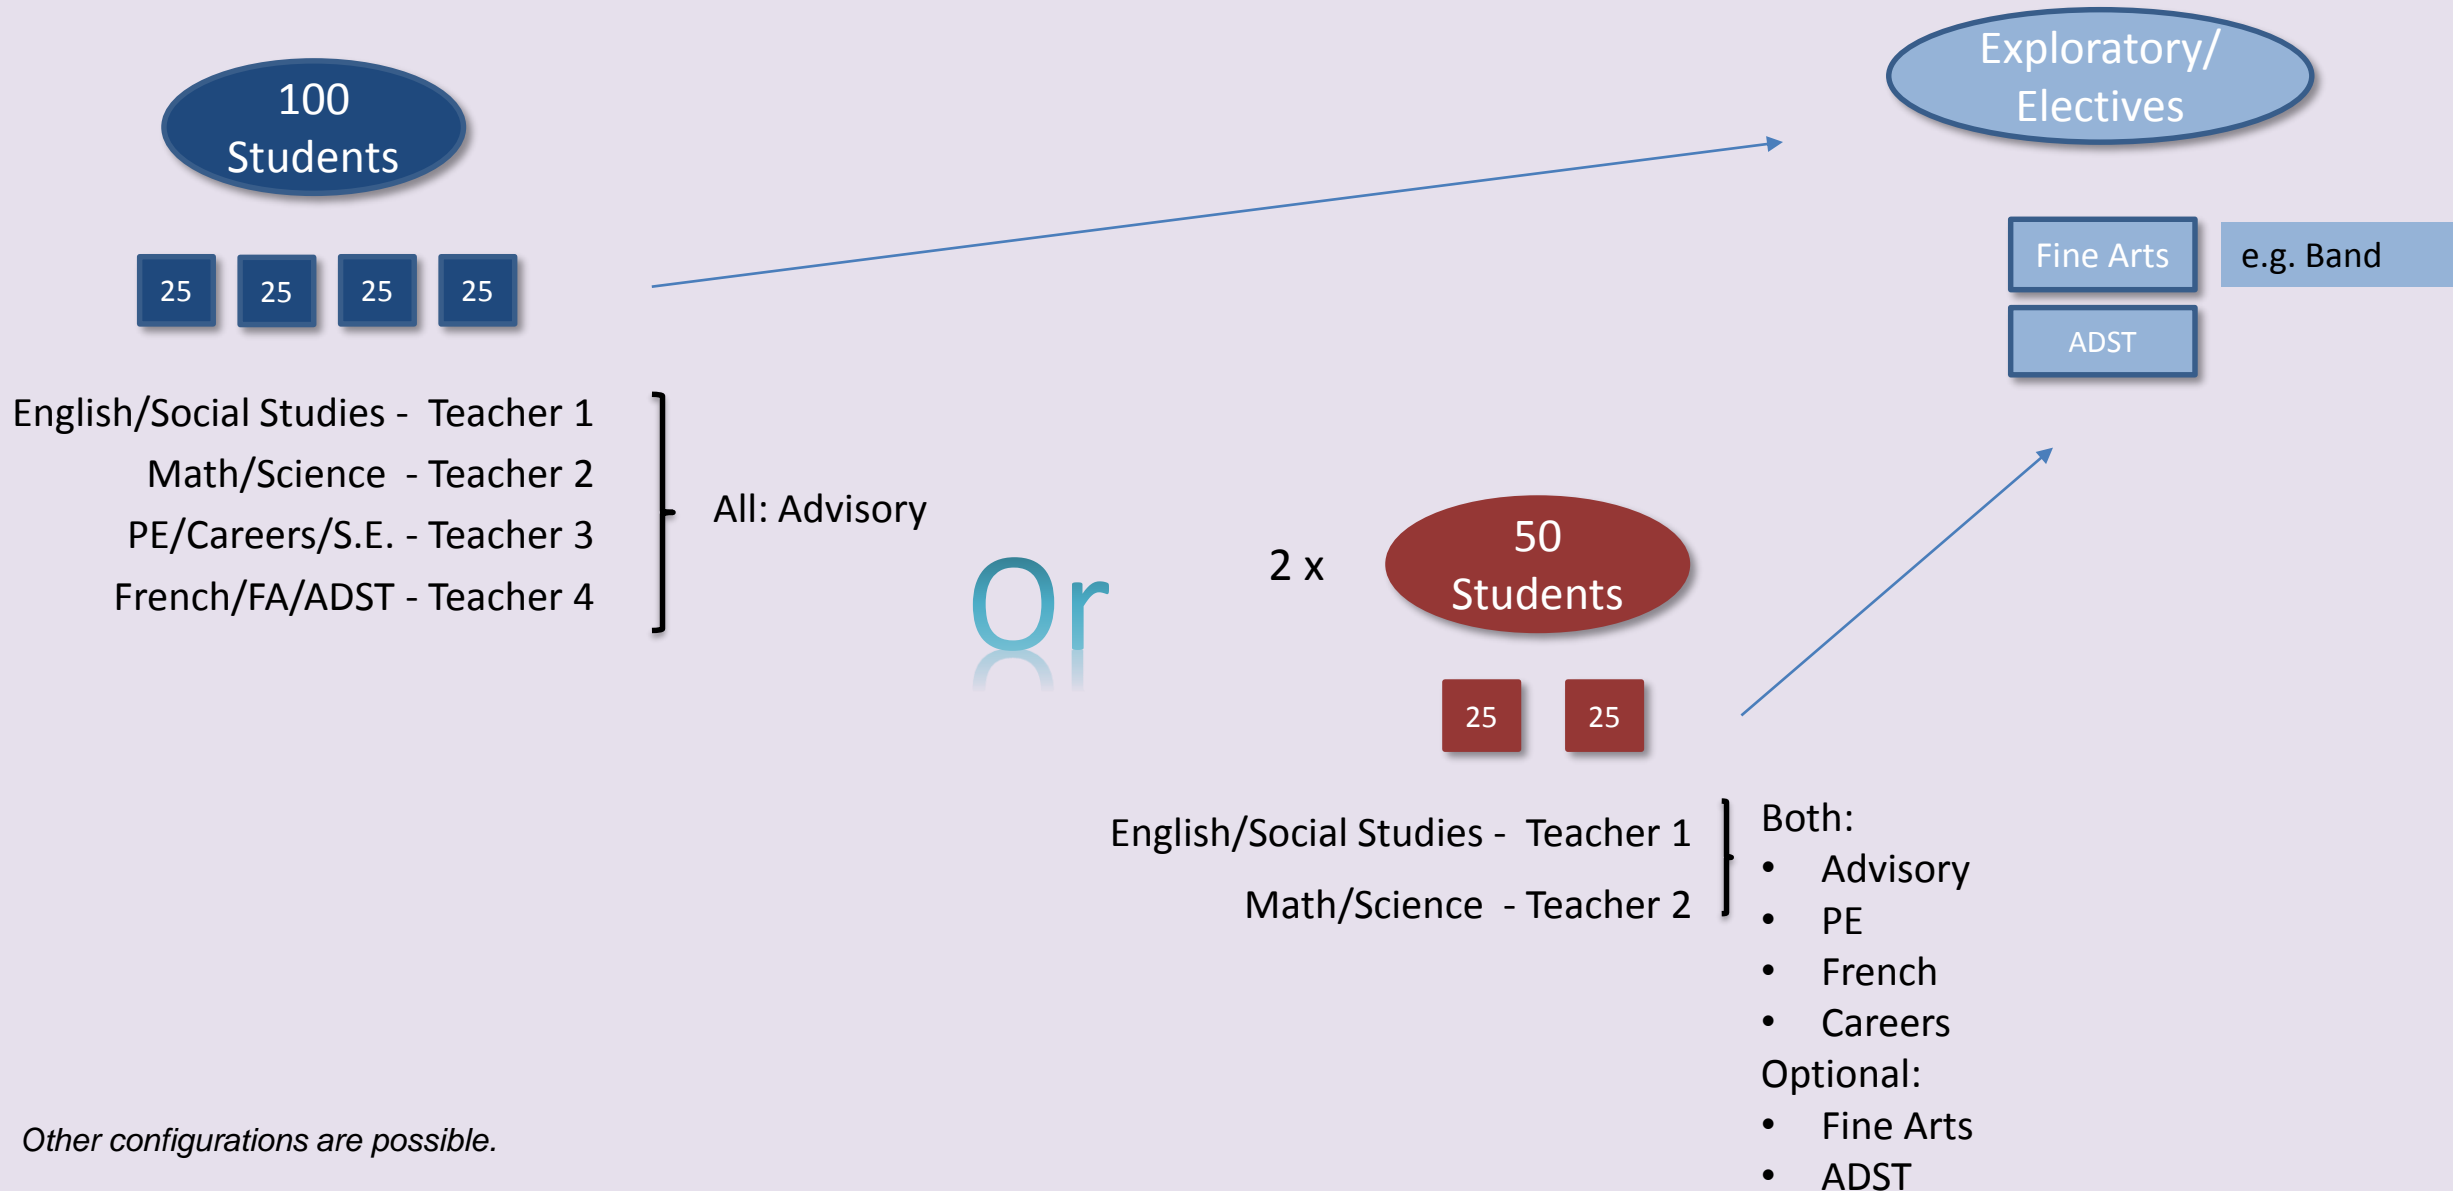 100
Students
25 25 25 25
English/Social Studies - Teacher 1
Math/Science - Teacher 2
PE/Careers/S.E. - Teacher 3
French/FA/ADST - Teacher 4
All: Advisory
Or
2 x
50
Students
25 25
English/Social Studies - Teacher 1
Math/Science - Teacher 2
Both:
• Advisory
• PE
• French
• Careers
Optional:
• Fine Arts
• ADST
Exploratory/
Electives
Fine Arts
e.g. Band
ADST
Other configurations are possible.